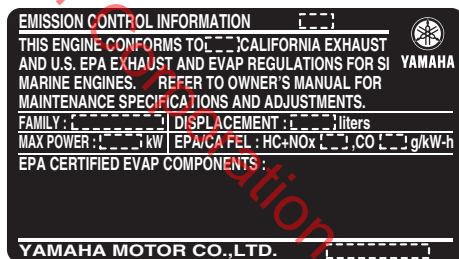 EMISSION CONTROL INFORMATION
THIS ENGINE CONFORMS TO CALIFORNIA EXHAUST
AND U.S. EPA EXHAUST AND EVAP REGULATIONS FOR SI
MARINE ENGINES. REFER TO OWNER'S MANUAL FOR
MAINTENANCE SPECIFICATIONS AND ADJUSTMENTS.
YAMAHA
FAMILY : DISPLACEMENT : liters
MAX POWER : kW EPA/CA FEL : HC+NOx ,CO g/kW-h
EPA CERTIFIED EVAP COMPONENTS :
YAMAHA MOTOR CO.,LTD.
Corporation